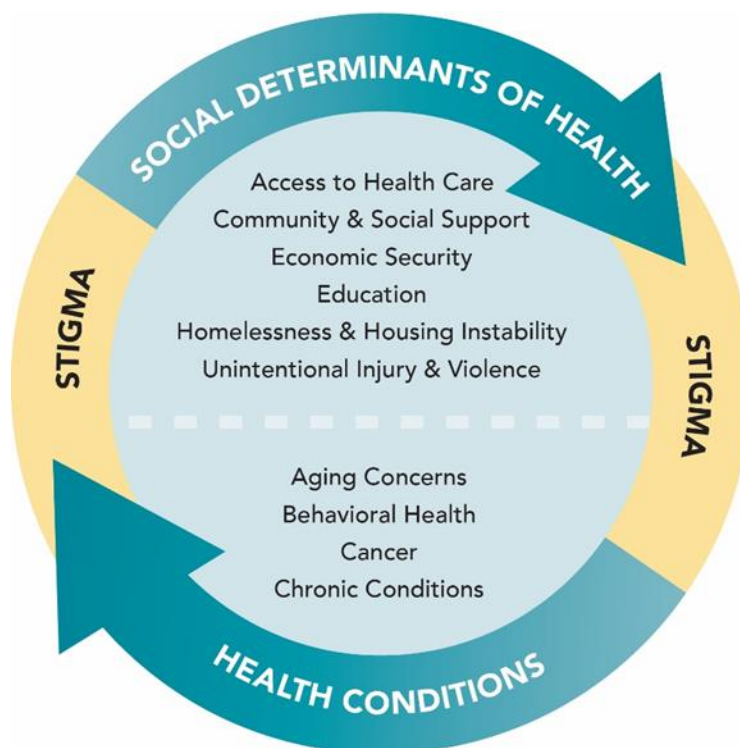 SOCIAL DETERMINANTS OF HEALTH
Access to Health Care
Community & Social Support
Economic Security
Education
Homelessness & Housing Instability
Unintentional Injury & Violence
STIGMA
STIGMA
Aging Concerns
Behavioral Health
Cancer
Chronic Conditions
HEALTH CONDITIONS